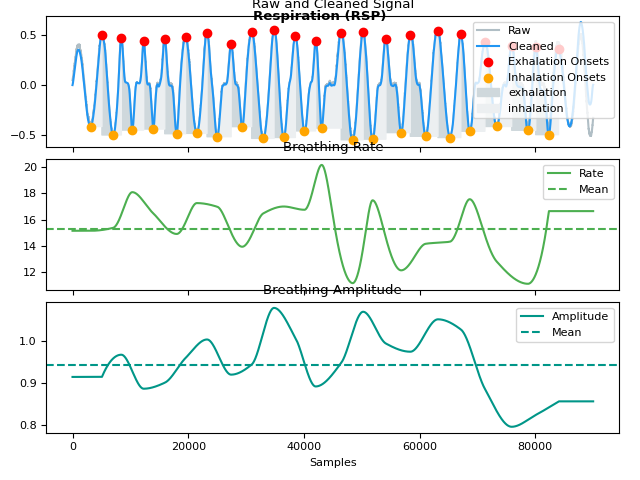 Raw and Cleaned Signal
Respiration (RSP)
0.5
0.0
−0.5
Raw
Cleaned
Exhalation Onsets
Inhalation Onsets
exhalation
inhalation
Breathing Rate
20
18
16
14
12
Rate
Mean
Breathing Amplitude
1.0
0.9
0.8
Amplitude
Mean
0 20000 40000 60000 80000
Samples